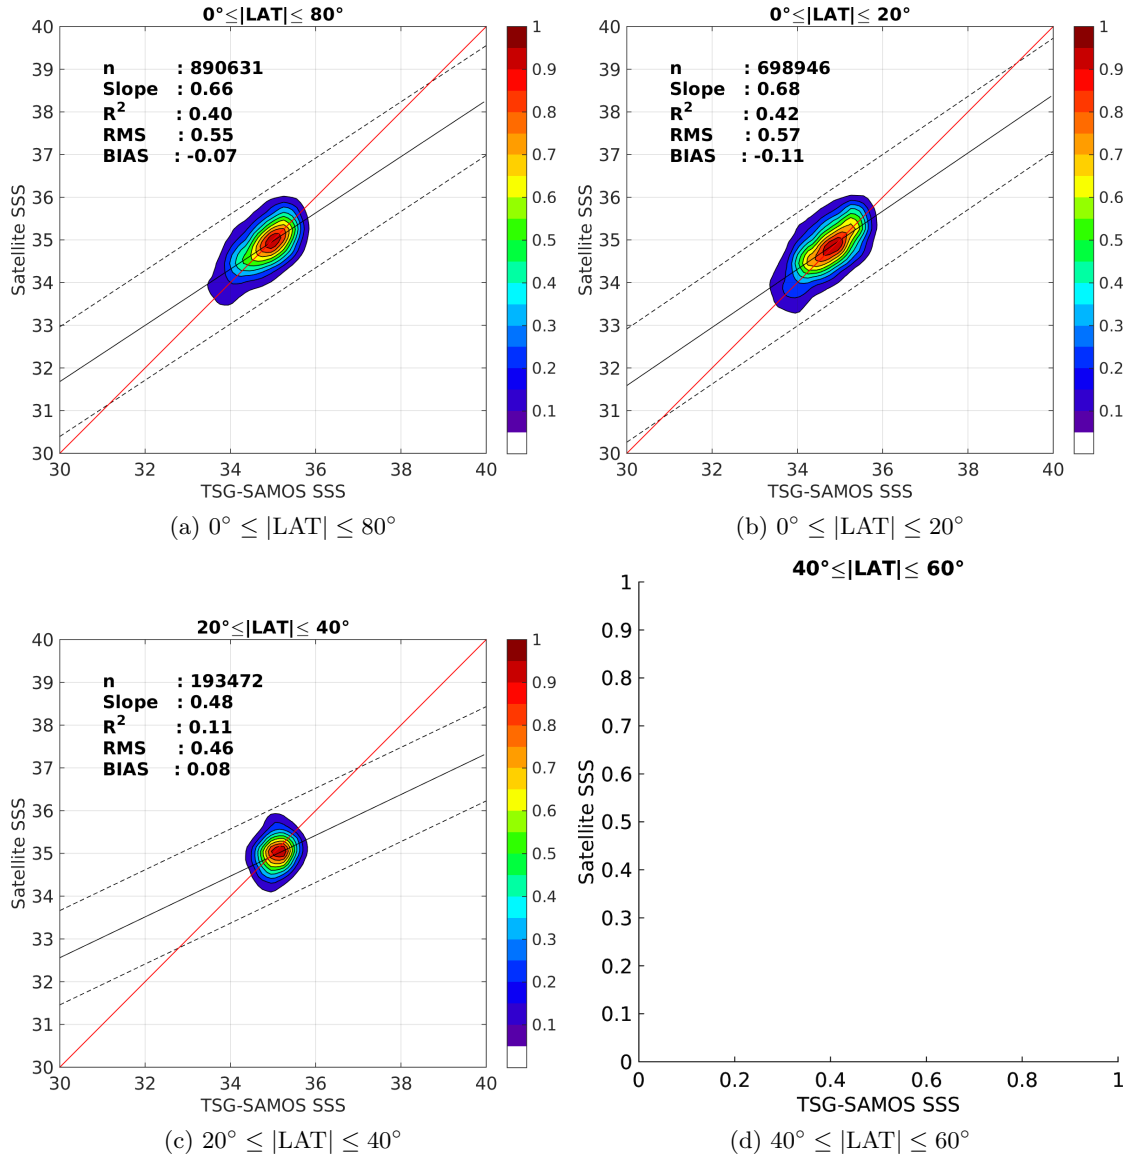 0°≤|LAT|≤ 80°
40
39
38
37
36
35
34
33
32
31
30
Satellite SSS
n : 890631
Slope : 0.66
R2 : 0.40
RMS : 0.55
BIAS : -0.07
30 32 34 36 38 40
TSG-SAMOS SSS
1
0.9
0.8
0.7
0.6
0.5
0.4
0.3
0.2
0.1
(a) 0° ≤ |LAT| ≤ 80°
0°≤|LAT|≤ 20°
40
39
38
37
36
35
34
33
32
31
30
Satellite SSS
n : 698946
Slope : 0.68
R2 : 0.42
RMS : 0.57
BIAS : -0.11
30 32 34 36 38 40
TSG-SAMOS SSS
1
0.9
0.8
0.7
0.6
0.5
0.4
0.3
0.2
0.1
(b) 0° ≤ |LAT| ≤ 20°
20°≤|LAT|≤ 40°
40
39
38
37
36
35
34
33
32
31
30
Satellite SSS
n : 193472
Slope : 0.48
R2 : 0.11
RMS : 0.46
BIAS : 0.08
30 32 34 36 38 40
TSG-SAMOS SSS
1
0.9
0.8
0.7
0.6
0.5
0.4
0.3
0.2
0.1
(c) 20° ≤ |LAT| ≤ 40°
40°≤|LAT|≤ 60°
1
0.9
0.8
0.7
0.6
0.5
0.4
0.3
0.2
0.1
0
Satellite SSS
0 0.2 0.4 0.6 0.8 1
TSG-SAMOS SSS
(d) 40° ≤ |LAT| ≤ 60°